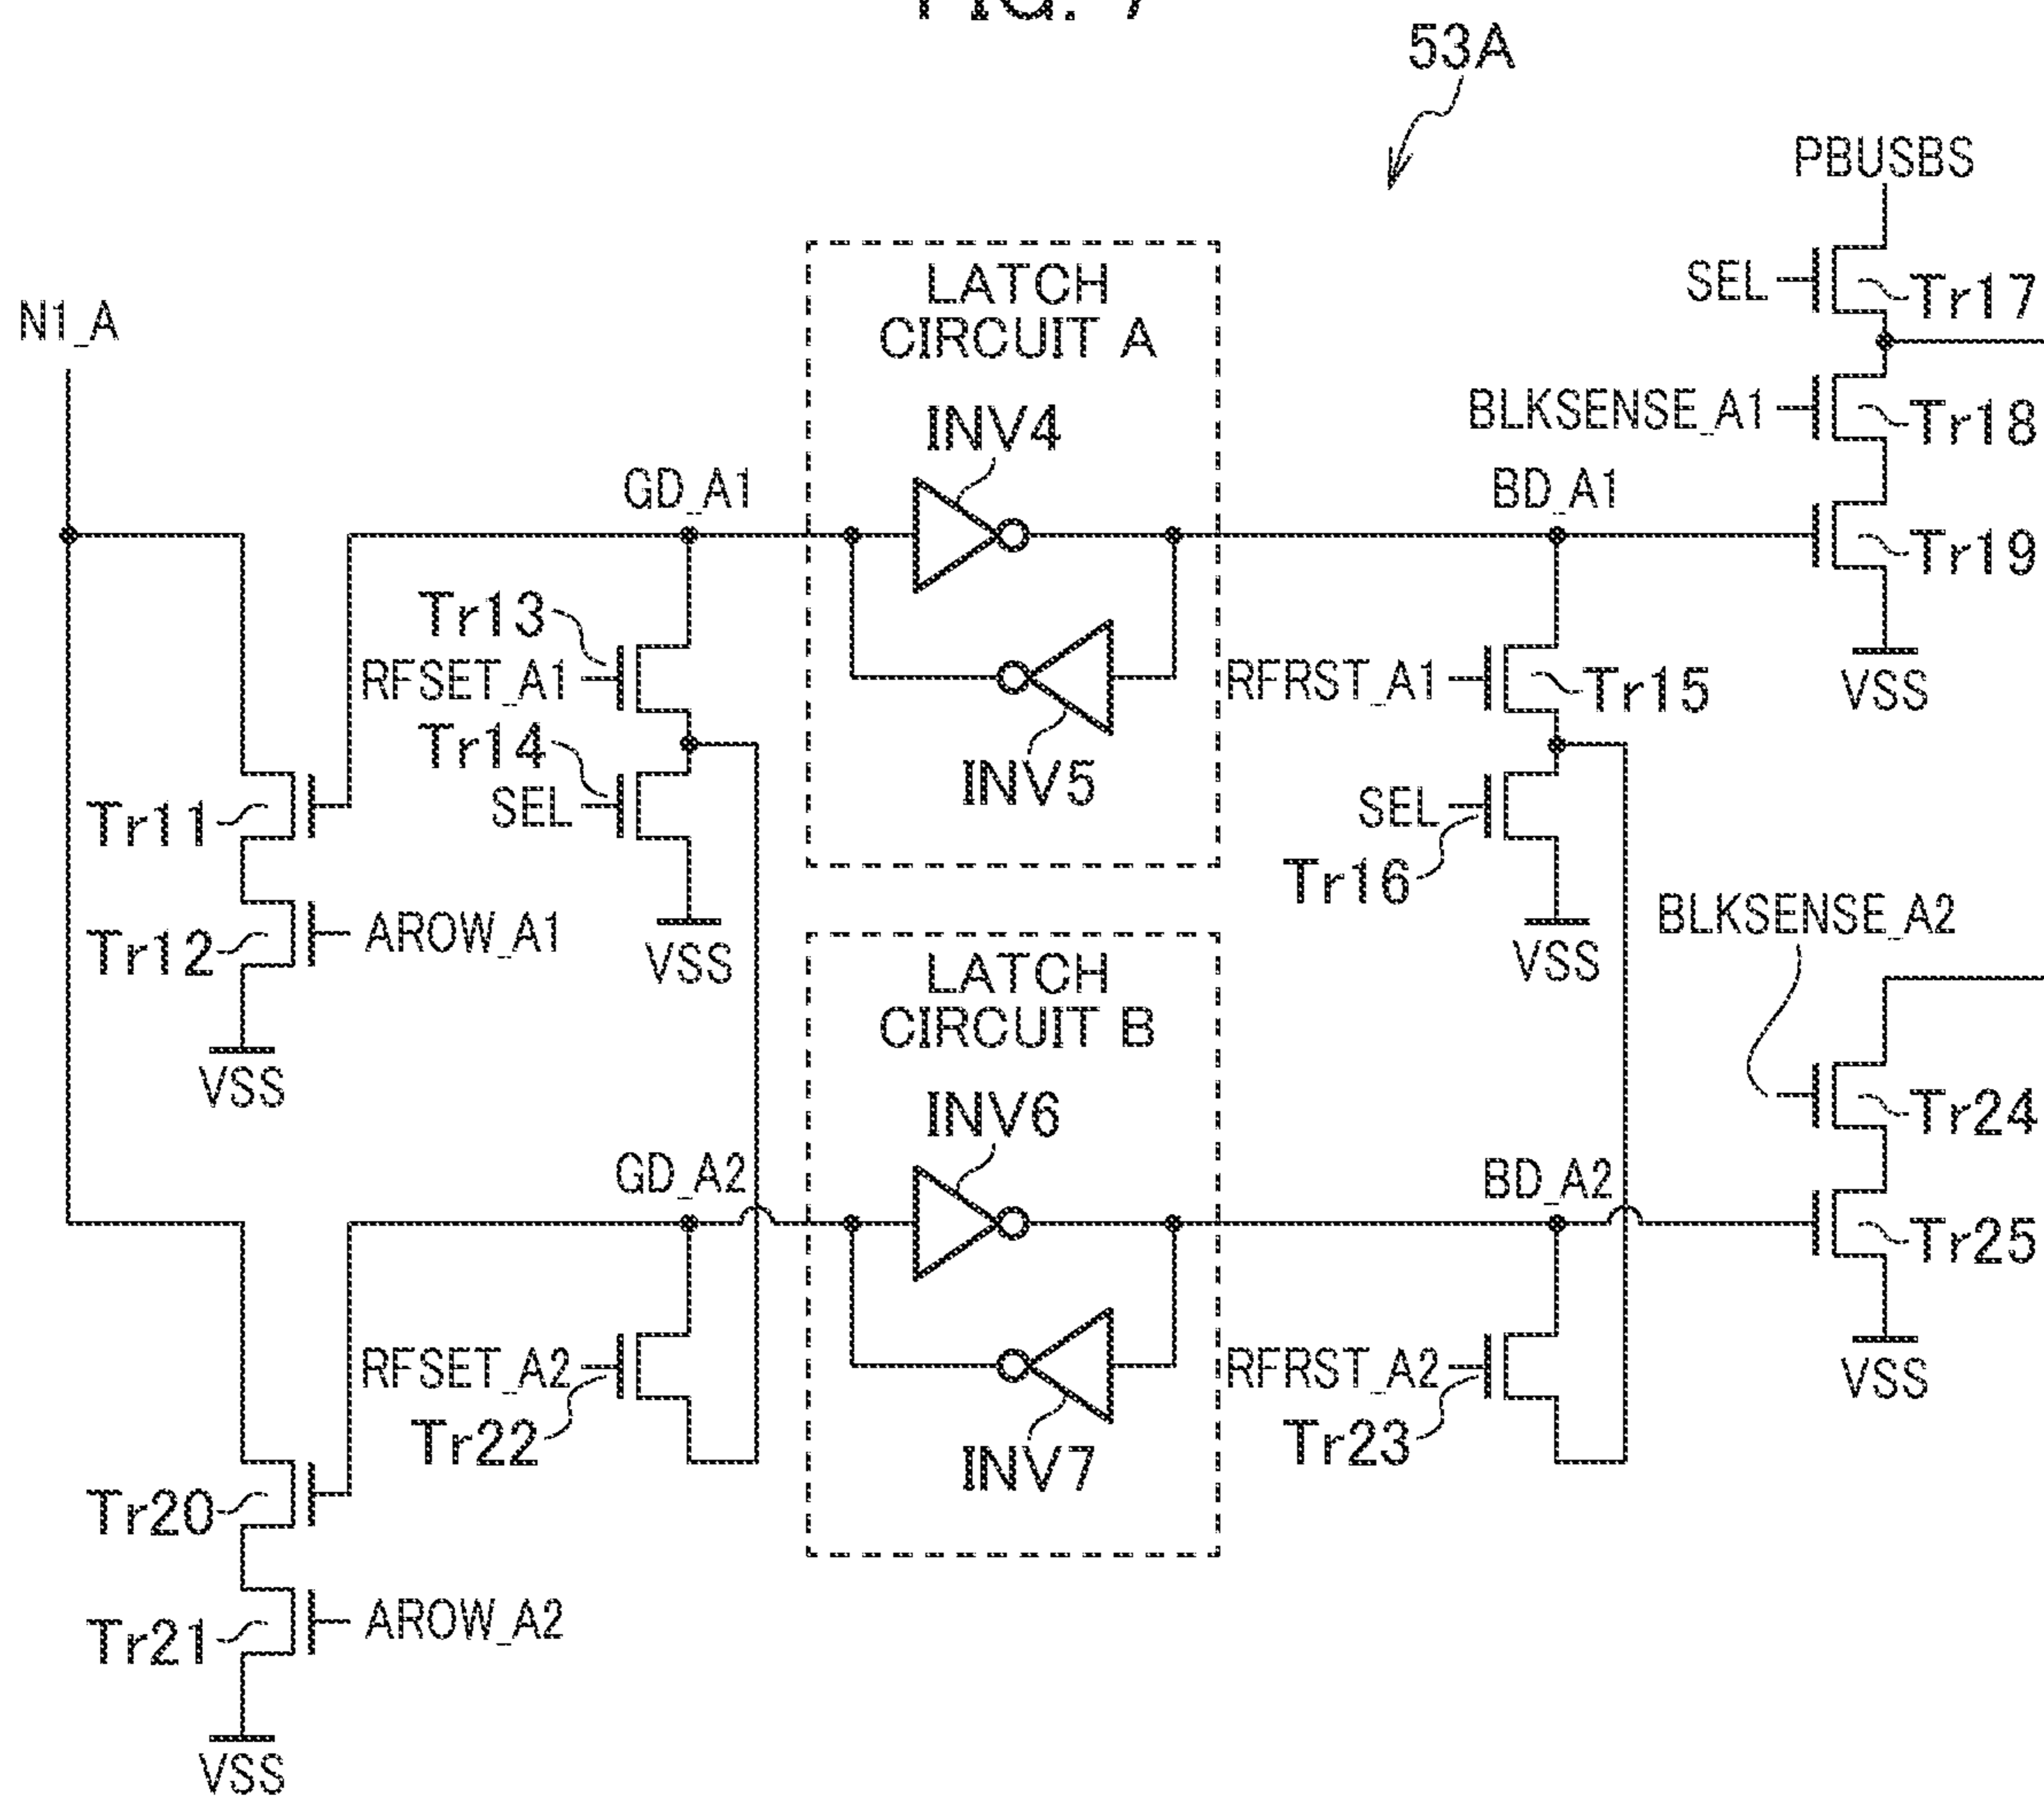 FIG. 7
53A
PBUSBS
SEL
Tr17
N1_A
LATCH
CIRCUIT A
INV4
BLKSENSE_A1
Tr18
GD_A1
BD_A1
Tr19
Tr13
RFSET_A1
RFRST_A1
Tr15
VSS
Tr14
INV5
Tr11
SEL
SEL
Tr16
Tr12
AROW_A1
VSS
VSS
BLKSENSE_A2
VSS
LATCH
CIRCUIT B
INV6
Tr24
GD_A2
BD_A2
Tr25
RFSET_A2
RFRST_A2
VSS
Tr22
Tr23
INV7
Tr20
Tr21
AROW_A2
VSS